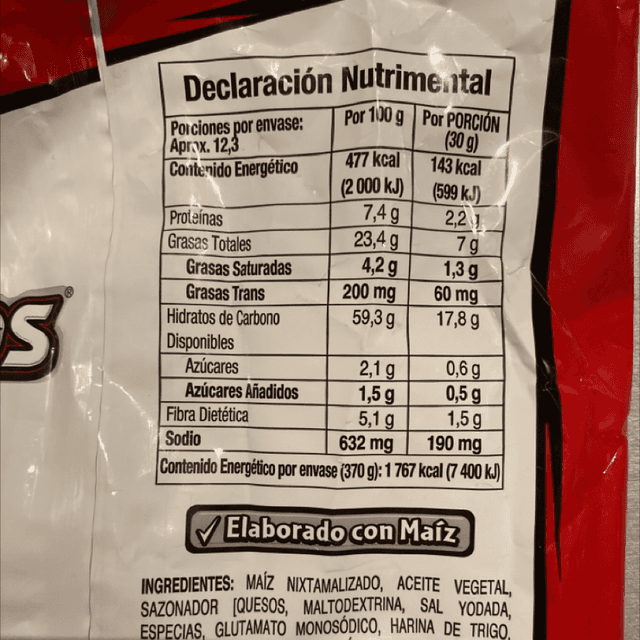 Declaración Nutrimental
Porciones por envase: Por 100 g Por PORCIÓN
Aprox. 12,3 (30 g)
Contenido Energético 477 kcal 143 kcal
(2 000 kJ) (599 kJ)
Proteínas 7,4 g 2,2 g
Grasas Totales 23,4 g 7 g
Grasas Saturadas 4,2 g 1,3 g
Grasas Trans 200 mg 60 mg
Hidratos de Carbono 59,3 g 17,8 g
Disponibles
Azúcares 2,1 g 0,6 g
Azúcares Añadidos 1,5 g 0,5 g
Fibra Dietética 5,1 g 1,5 g
Sodio 632 mg 190 mg
Contenido Energético por envase (370 g): 1 767 kcal (7 400 kJ)
os®
✓ Elaborado con Maíz
INGREDIENTES: MAÍZ NIXTAMALIZADO, ACEITE VEGETAL,
SAZONADOR [QUESOS, MALTODEXTRINA, SAL YODADA,
ESPECIAS, GLUTAMATO MONOSÓDICO, HARINA DE TRIGO,